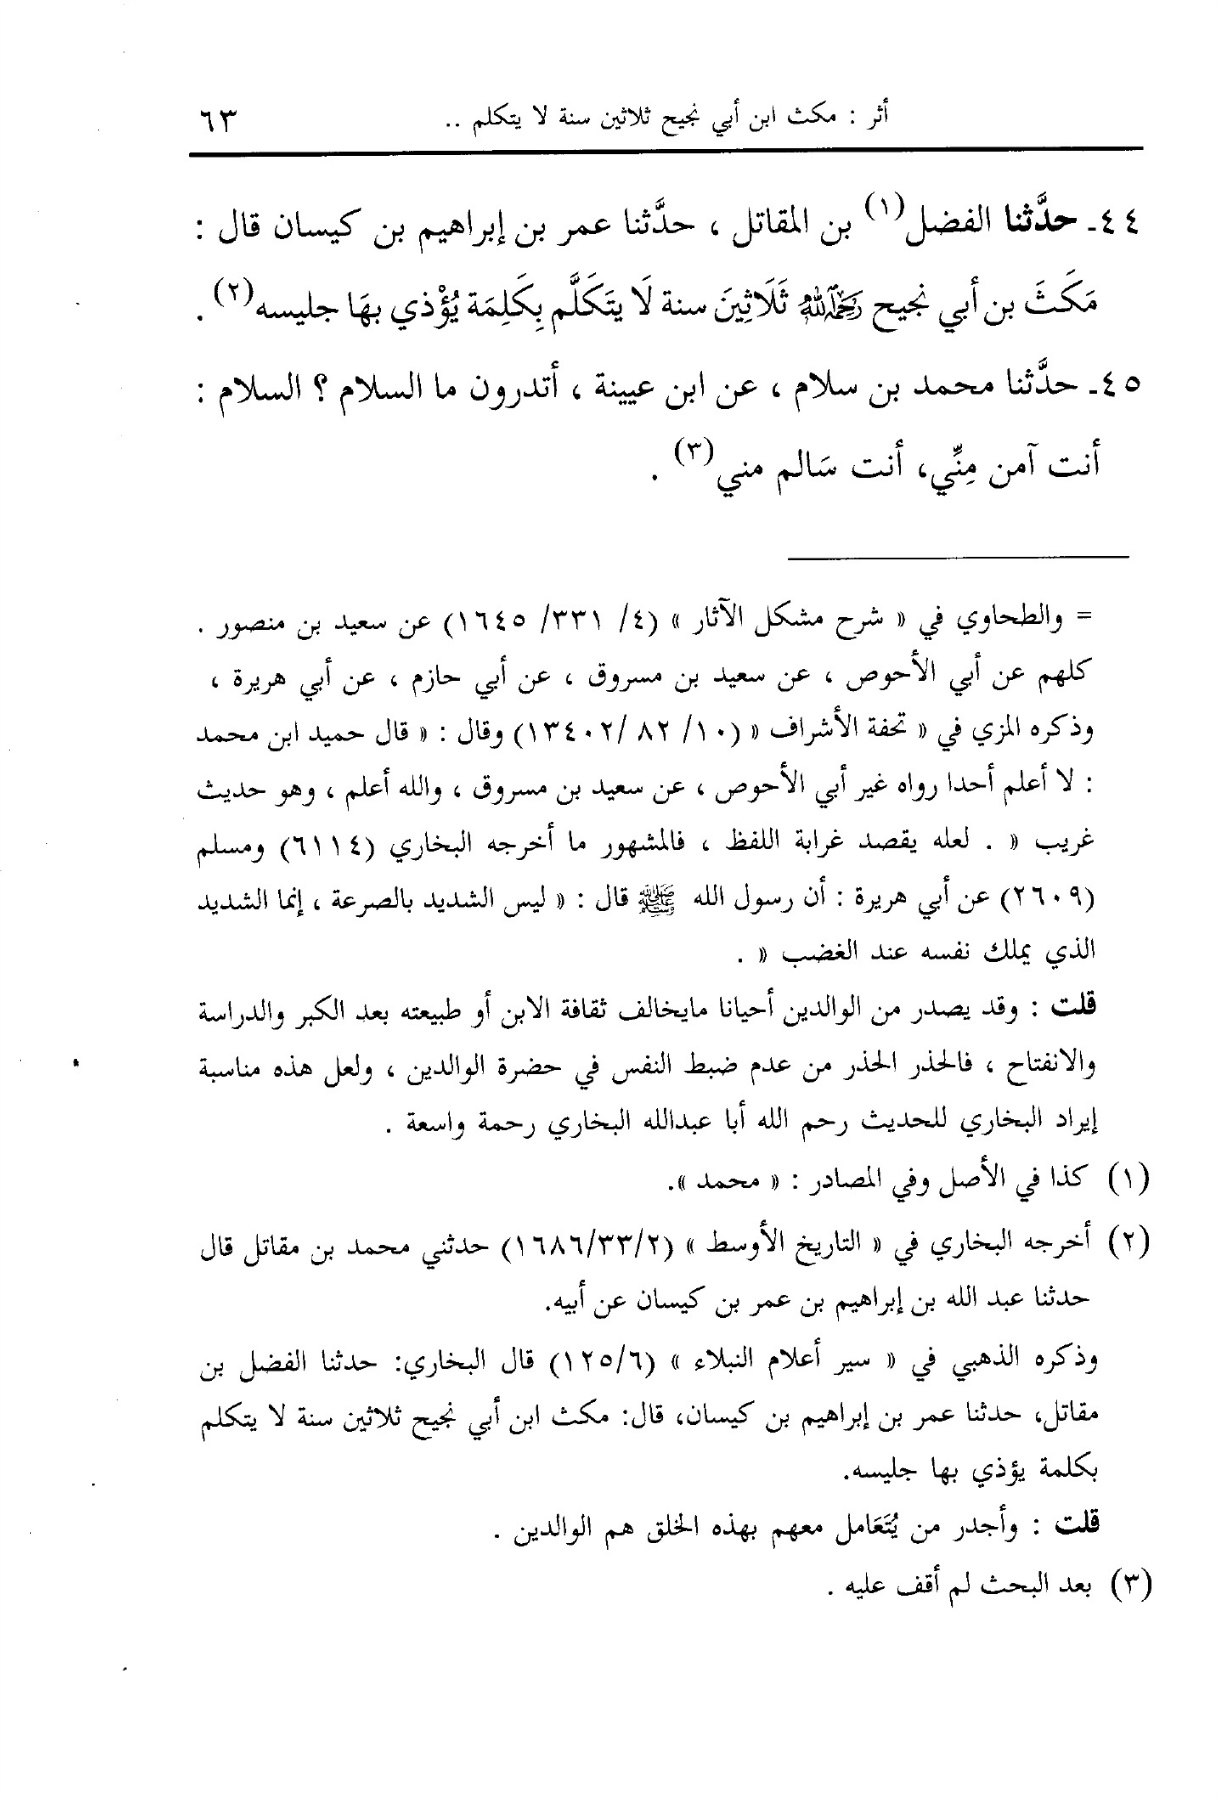 أثر : مكث ابن أبي نجيح ثلاثين سنة لا يتكلم .. ٦٣
٤٤ـ حدَّثنا الفضل(١) بن المقاتل ، حدَّثنا عمر بن إبراهيم بن كيسان قال :
مَكَثَ بن أبي نجيح رَحِمَهُ اللَّهُ ثَلَاثِينَ سنة لَا يتَكَلَّم بِكَلِمَة يُؤْذي بهَا جليسه(٢) .
٤٥ـ حدَّثنا محمد بن سلام ، عن ابن عيينة ، أتدرون ما السلام ؟ السلام :
أنت آمن مِنِّي، أنت سَالم مني(٣) .
= والطحاوي في « شرح مشكل الآثار » (٤/ ٣٣١/ ١٦٤٥) عن سعيد بن منصور .
كلهم عن أبي الأحوص ، عن سعيد بن مسروق ، عن أبي حازم ، عن أبي هريرة ،
وذكره المزي في « تحفة الأشراف « (١٠/ ٨٢ /١٣٤٠٢) وقال : « قال حميد ابن محمد
: لا أعلم أحدا رواه غير أبي الأحوص ، عن سعيد بن مسروق ، والله أعلم ، وهو حديث
غريب « . لعله يقصد غرابة اللفظ ، فالمشهور ما أخرجه البخاري (٦١١٤) ومسلم
(٢٦٠٩) عن أبي هريرة : أن رسول الله ﷺ قال : « ليس الشديد بالصرعة ، إنما الشديد
الذي يملك نفسه عند الغضب « .
قلت : وقد يصدر من الوالدين أحيانا مايخالف ثقافة الابن أو طبيعته بعد الكبر والدراسة
والانفتاح ، فالحذر الحذر من عدم ضبط النفس في حضرة الوالدين ، ولعل هذه مناسبة
إيراد البخاري للحديث رحم الله أبا عبدالله البخاري رحمة واسعة .
(١) كذا في الأصل وفي المصادر : « محمد ».
(٢) أخرجه البخاري في « التاريخ الأوسط » (١٦٨٦/٣٣/٢) حدثني محمد بن مقاتل قال
حدثنا عبد الله بن إبراهيم بن عمر بن كيسان عن أبيه.
وذكره الذهبي في « سير أعلام النبلاء » (١٢٥/٦) قال البخاري: حدثنا الفضل بن
مقاتل، حدثنا عمر بن إبراهيم بن كيسان، قال: مكث ابن أبي نجيح ثلاثين سنة لا يتكلم
بكلمة يؤذي بها جليسه.
قلت : وأجدر من يُتَعَامل معهم بهذه الخلق هم الوالدين .
(٣) بعد البحث لم أقف عليه .